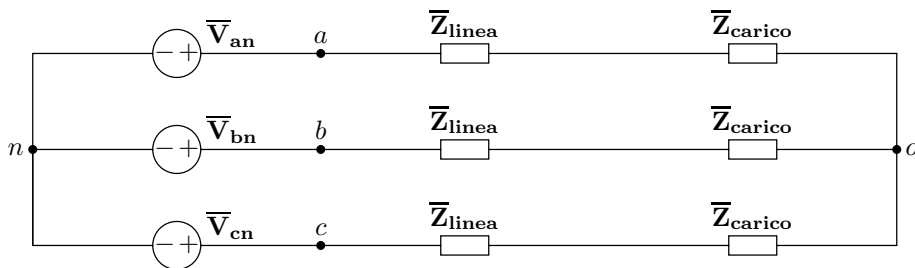 V̅an a Z̅linea Z̅carico
− +
n V̅bn b Z̅linea Z̅carico o
− +
V̅cn c Z̅linea Z̅carico
− +